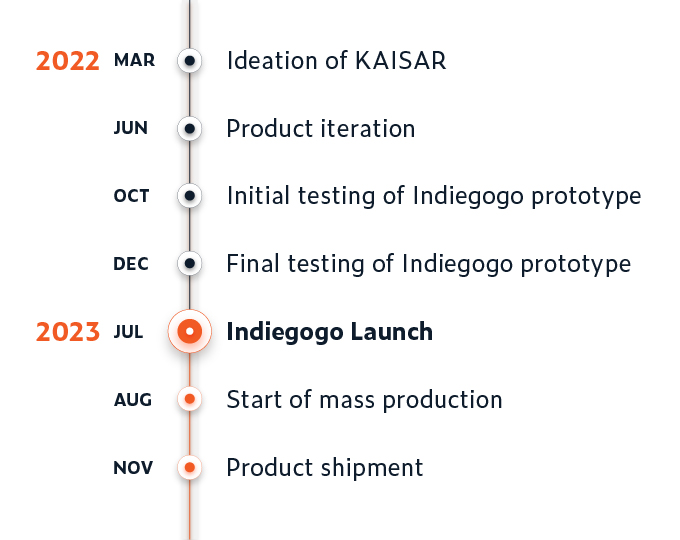 2022 MAR Ideation of KAISAR
JUN Product iteration
OCT Initial testing of Indiegogo prototype
DEC Final testing of Indiegogo prototype
2023 JUL Indiegogo Launch
AUG Start of mass production
NOV Product shipment